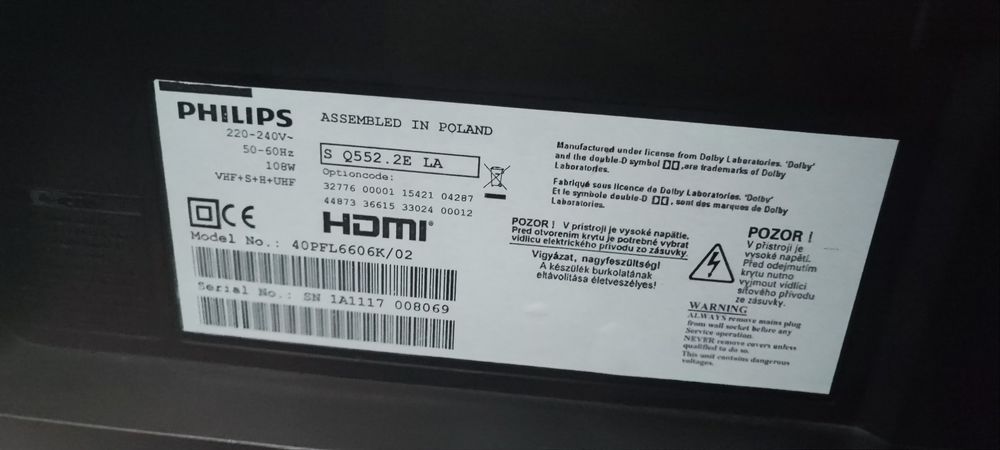 PHILIPS
220-240V~
50-60Hz
108W
VHF+S+H+UHF
ASSEMBLED IN POLAND
S Q552.2E LA
Optioncode:
32776 00001 15421 04287
44873 36615 33024 00012
CE
HDMI
Model No.: 40PFL6606K/02
Serial No.: SN 1A1117 008069
Manufactured under license from Dolby Laboratories. 'Dolby'
and the double-D symbol ,are trademarks of Dolby
Laboratories.
Fabriqué sous licence de Dolby Laboratories. 'Dolby'
Et le symbole double-D , sont des marques de Dolby
Laboratories.
POZOR ! V prístroji je vysoké napätie.
Pred otvorením krytu je potrebné vybrat
vidlicu elektrického prívodu zo zásuvky.
Vigyázat, nagyfeszültség!
A készülék burkolatának
eltávolítása életveszélyes!
POZOR !
V přístroji je
vysoké napětí.
Před odejmutím
krytu nutno
vyjmout vidlici
síťového přívodu
ze zásuvky.
WARNING
ALWAYS remove mains plug
from wall socket before any
Service operation.
NEVER remove covers unless
qualified to do so.
This unit contains dangerous
voltages.